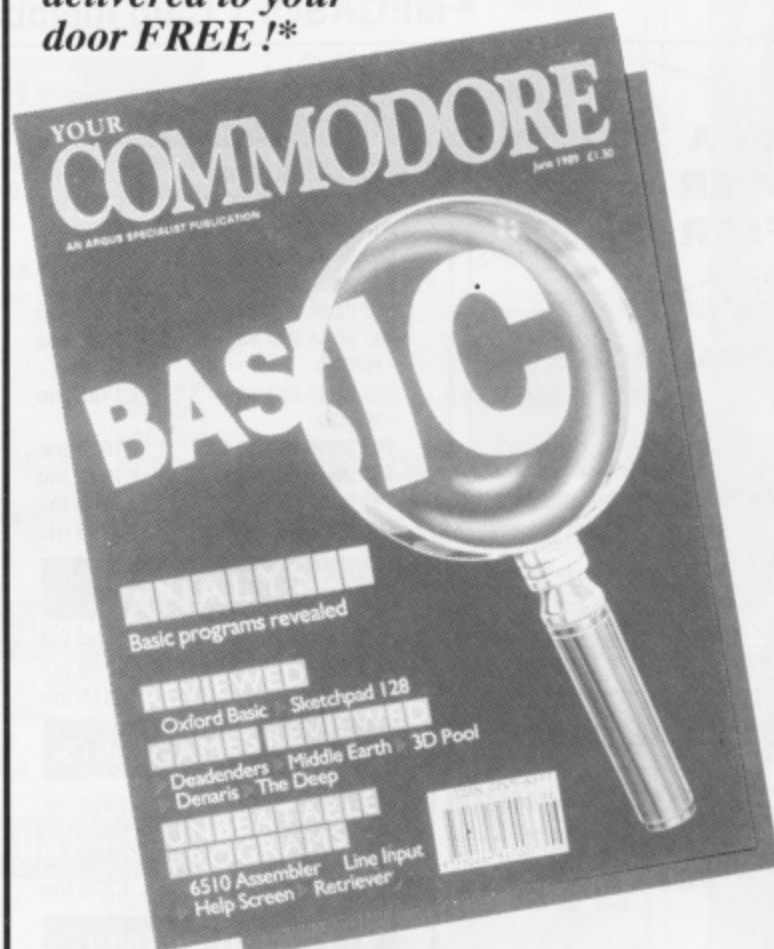 delivered to your
door FREE !*
YOUR
COMMODORE
June 1989 £1.30
AN ARGUS SPECIALIST PUBLICATION
BASIC
ANALYSIS
Basic programs revealed
REVIEWED
Oxford Basic Sketchpad 128
GAMES REVIEWED
Deadenders Middle Earth 3D Pool
Denaris The Deep
UNBEATABLE
PROGRAMS
6510 Assembler Line Input
Help Screen Retriever